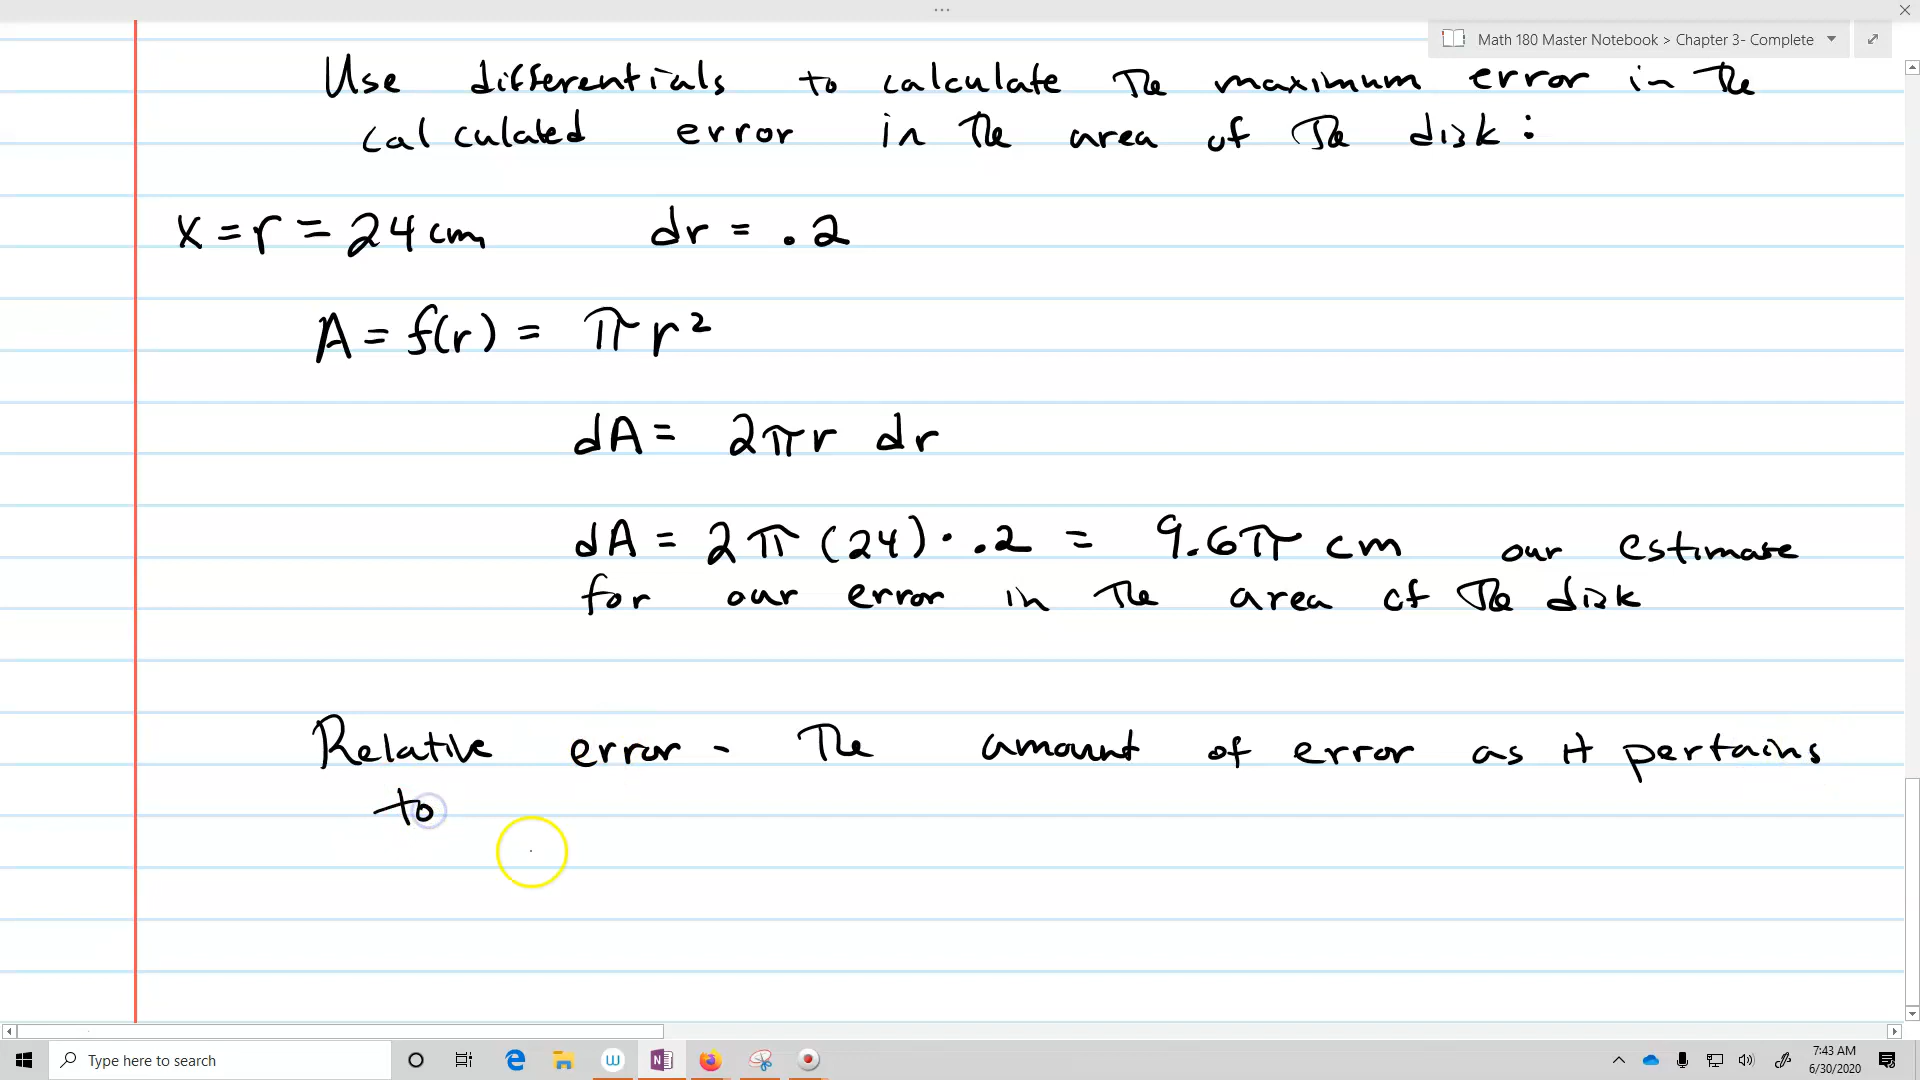 Math 180 Master Notebook > Chapter 3- Complete
Use differentials to calculate the maximum error in the
calculated error in the area of the disk:
x = r = 24 cm dr = .2
A = f(r) = πr²
dA = 2πr dr
dA = 2π(24)·.2 = 9.6π cm our estimate
for our error in the area of the disk
Relative error - The amount of error as it pertains
to
Type here to search
7:43 AM
6/30/2020